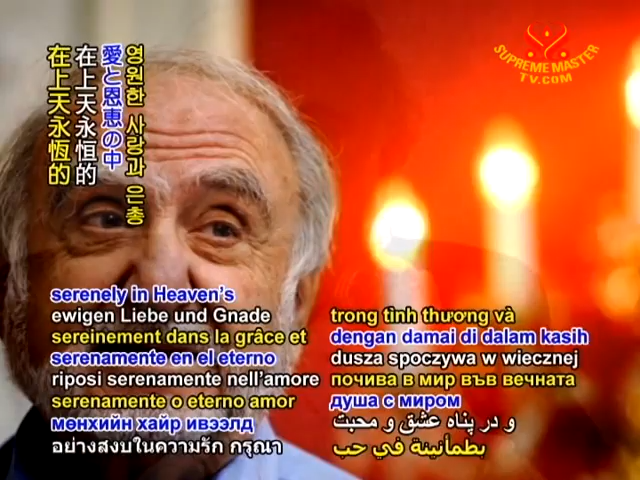 SUPREME MASTER
TV.COM
영원한 사랑과 은총
愛と恩恵の中
在上天永恒的
在上天永恆的
serenely in Heaven's
ewigen Liebe und Gnade
sereinement dans la grâce et
serenamente en el eterno
riposi serenamente nell'amore
serenamente o eterno amor
мөнхийн хайр ивээлд
อย่างสงบในความรัก กรุณา
trong tình thương và
dengan damai di dalam kasih
dusza spoczywa w wiecznej
почива в мир във вечната
душа с миром
و در پناه عشق و محبت
بطمأنينة في حب